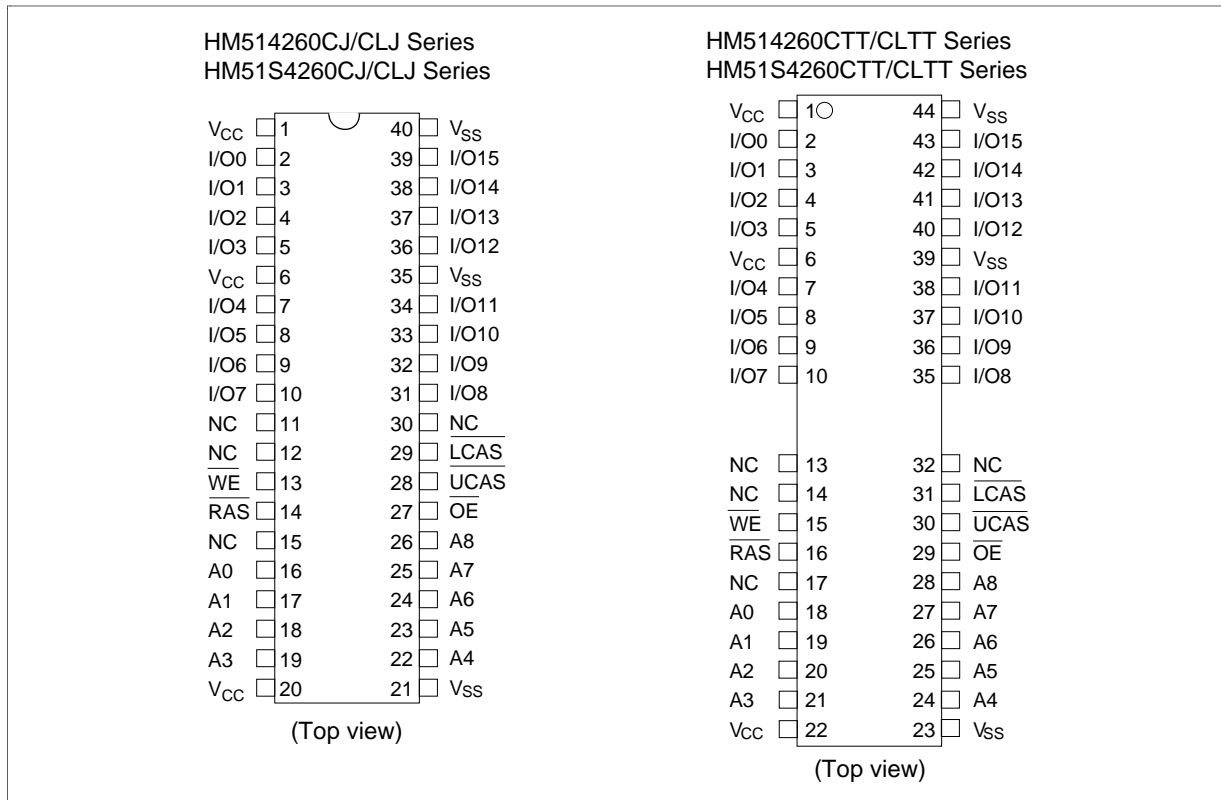 HM514260CJ/CLJ Series
HM51S4260CJ/CLJ Series
VCC 1 40 VSS
I/O0 2 39 I/O15
I/O1 3 38 I/O14
I/O2 4 37 I/O13
I/O3 5 36 I/O12
VCC 6 35 VSS
I/O4 7 34 I/O11
I/O5 8 33 I/O10
I/O6 9 32 I/O9
I/O7 10 31 I/O8
NC 11 30 NC
NC 12 29 LCAS
WE 13 28 UCAS
RAS 14 27 OE
NC 15 26 A8
A0 16 25 A7
A1 17 24 A6
A2 18 23 A5
A3 19 22 A4
VCC 20 21 VSS
(Top view)
HM514260CTT/CLTT Series
HM51S4260CTT/CLTT Series
VCC 1 44 VSS
I/O0 2 43 I/O15
I/O1 3 42 I/O14
I/O2 4 41 I/O13
I/O3 5 40 I/O12
VCC 6 39 VSS
I/O4 7 38 I/O11
I/O5 8 37 I/O10
I/O6 9 36 I/O9
I/O7 10 35 I/O8
NC 13 32 NC
NC 14 31 LCAS
WE 15 30 UCAS
RAS 16 29 OE
NC 17 28 A8
A0 18 27 A7
A1 19 26 A6
A2 20 25 A5
A3 21 24 A4
VCC 22 23 VSS
(Top view)